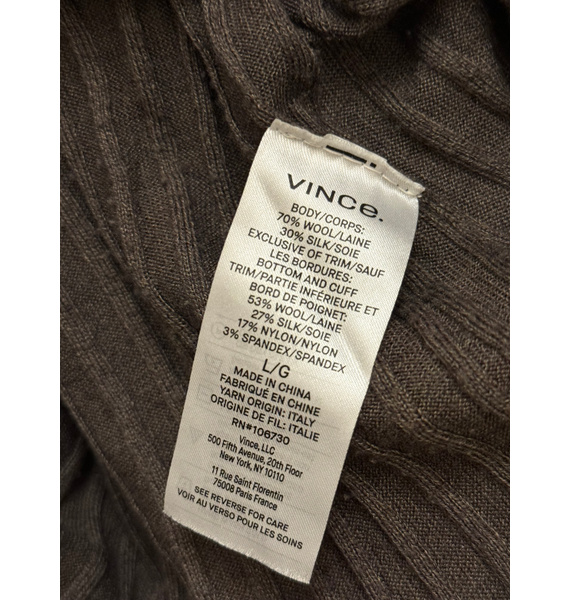 VINCe.
BODY/CORPS:
70% WOOL/LAINE
30% SILK/SOIE
EXCLUSIVE OF TRIM/SAUF
LES BORDURES:
BOTTOM AND CUFF
TRIM/PARTIE INFÉRIEURE ET
BORD DE POIGNET:
53% WOOL/LAINE
27% SILK/SOIE
17% NYLON/NYLON
3% SPANDEX/SPANDEX
L/G
MADE IN CHINA
FABRIQUÉ EN CHINE
YARN ORIGIN: ITALY
ORIGINE DE FIL: ITALIE
RN#106730
Vince, LLC
500 Fifth Avenue, 20th Floor
New York, NY 10110
11 Rue Saint Florentin
75008 Paris France
SEE REVERSE FOR CARE
VOIR AU VERSO POUR LES SOINS